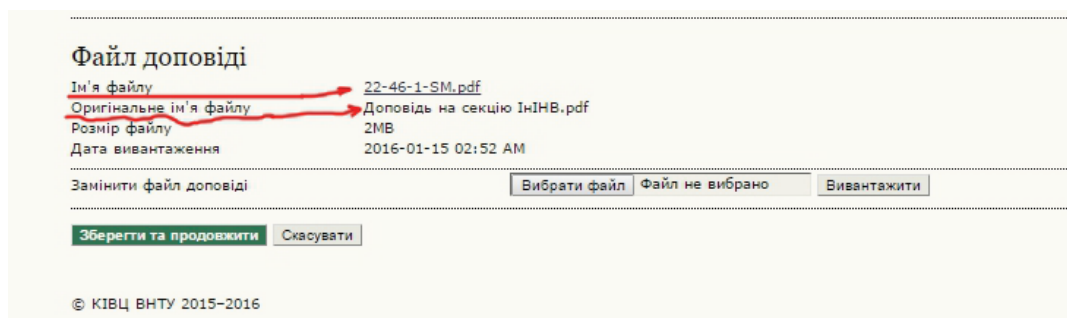 Файл доповіді
Ім'я файлу 22-46-1-SM.pdf
Оригінальне ім'я файлу Доповідь на секцію ІнІНВ.pdf
Розмір файлу 2MB
Дата вивантаження 2016-01-15 02:52 AM
Замінити файл доповіді Вибрати файл Файл не вибрано Вивантажити
Зберегти та продовжити Скасувати
© КІВЦ ВНТУ 2015–2016